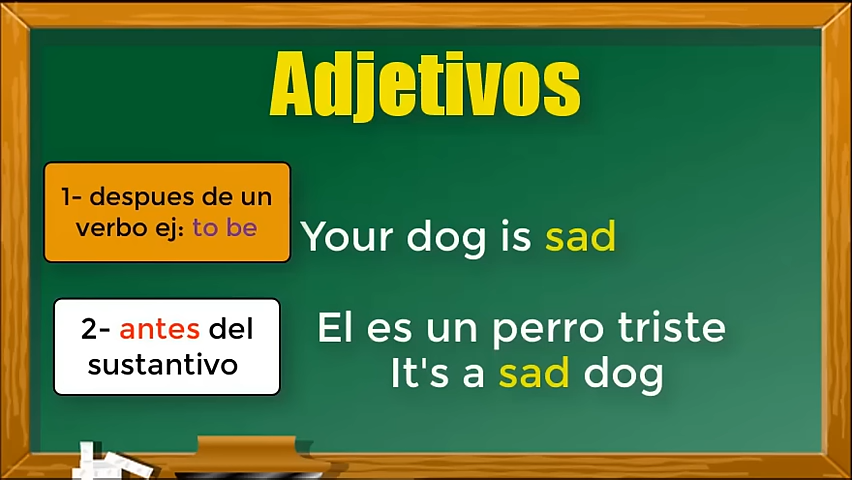 Adjetivos
1- despues de un
verbo ej: to be
Your dog is sad
2- antes del
sustantivo
El es un perro triste
It's a sad dog